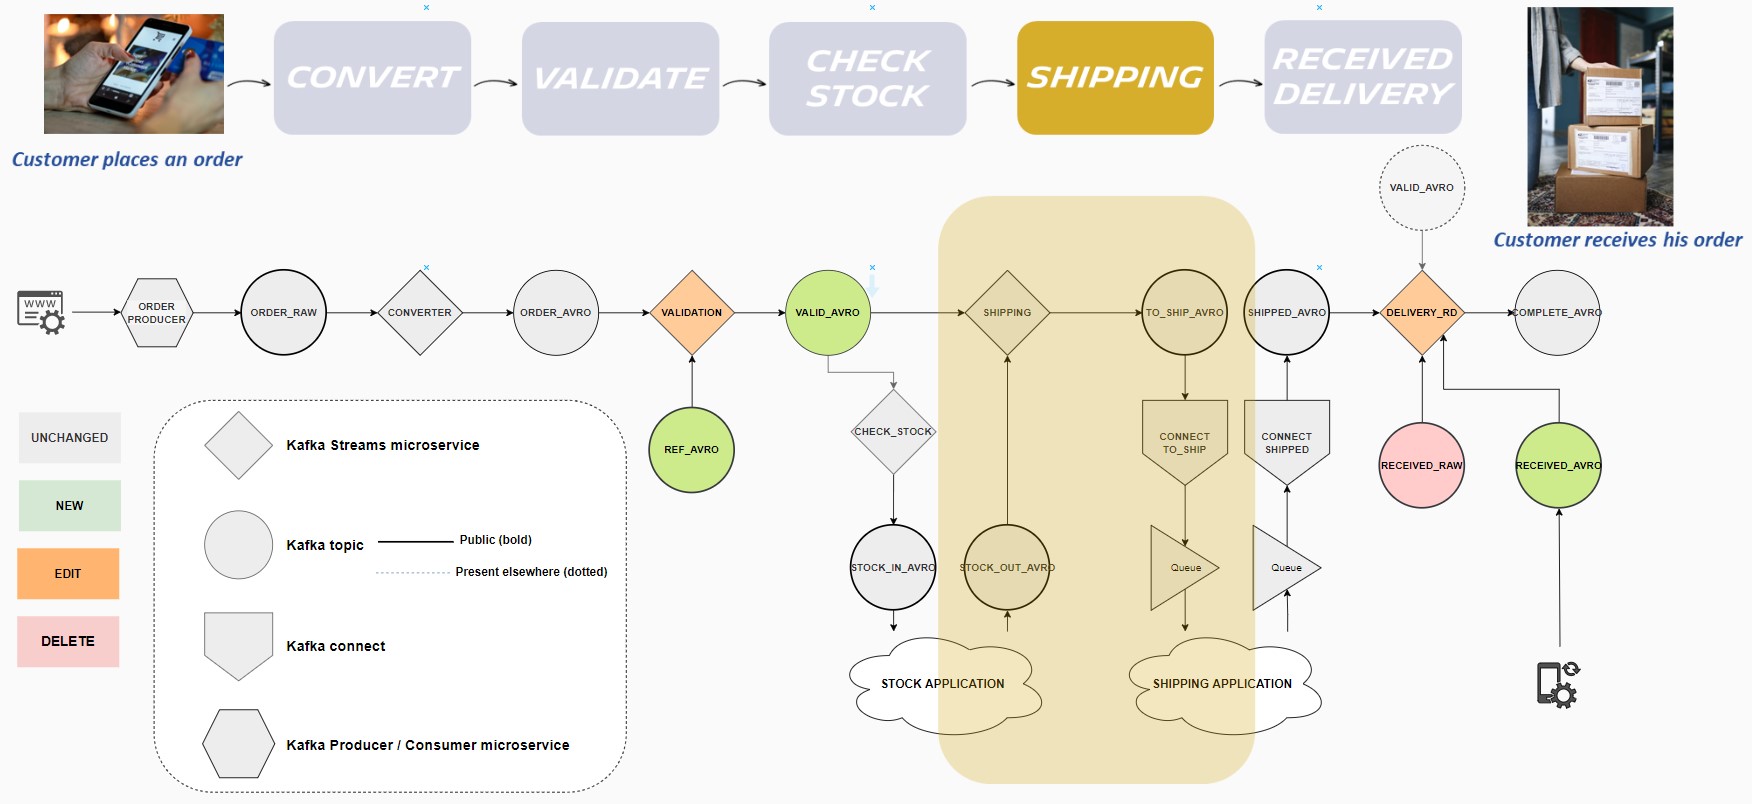 CONVERT
VALIDATE
CHECK
STOCK
SHIPPING
RECEIVED
DELIVERY
Customer places an order
Customer receives his order
VALID_AVRO
WWW
ORDER
PRODUCER
ORDER_RAW
CONVERTER
ORDER_AVRO
VALIDATION
VALID_AVRO
SHIPPING
TO_SHIP_AVRO
SHIPPED_AVRO
DELIVERY_RD
COMPLETE_AVRO
REF_AVRO
CHECK_STOCK
CONNECT
TO_SHIP
CONNECT
SHIPPED
RECEIVED_RAW
RECEIVED_AVRO
STOCK_IN_AVRO
STOCK_OUT_AVRO
Queue
Queue
STOCK APPLICATION
SHIPPING APPLICATION
UNCHANGED
NEW
EDIT
DELETE
Kafka Streams microservice
Kafka topic
Public (bold)
Present elsewhere (dotted)
Kafka connect
Kafka Producer / Consumer microservice